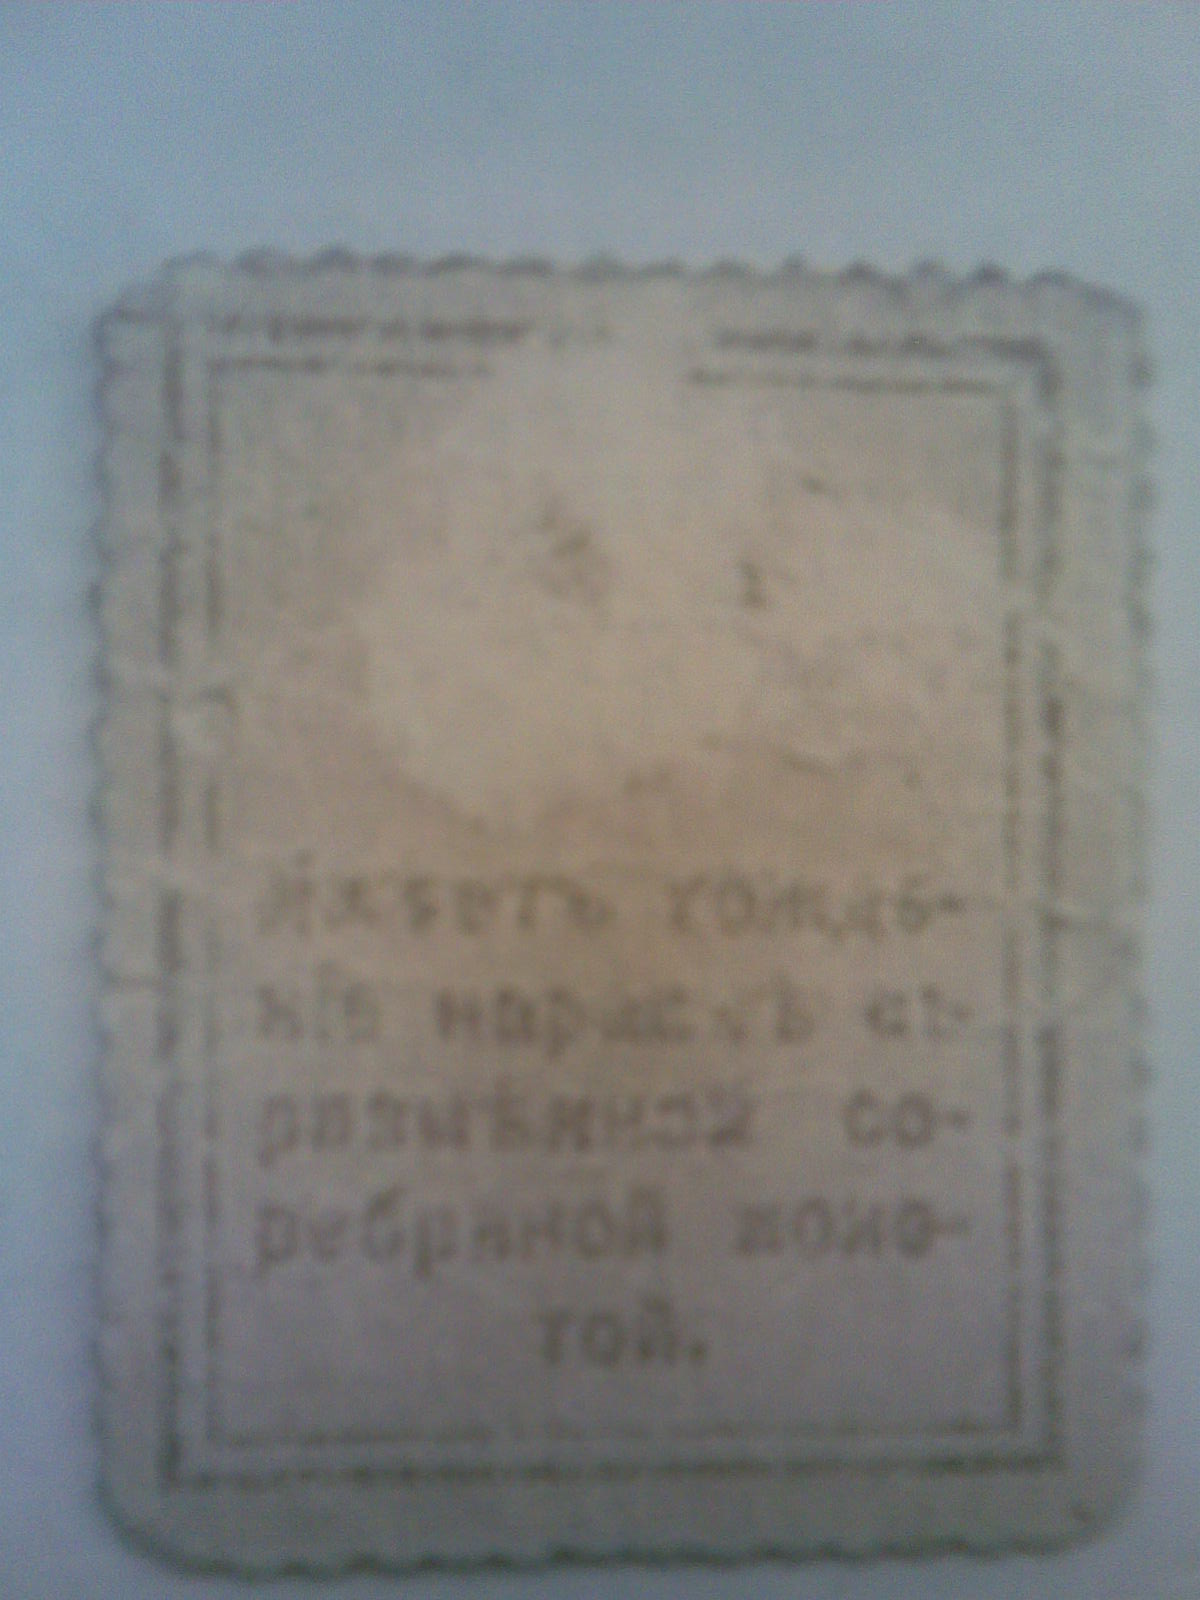 Имѣетъ хожде-
ніе наравнѣ съ
размѣнной се-
ребряной моне-
той.